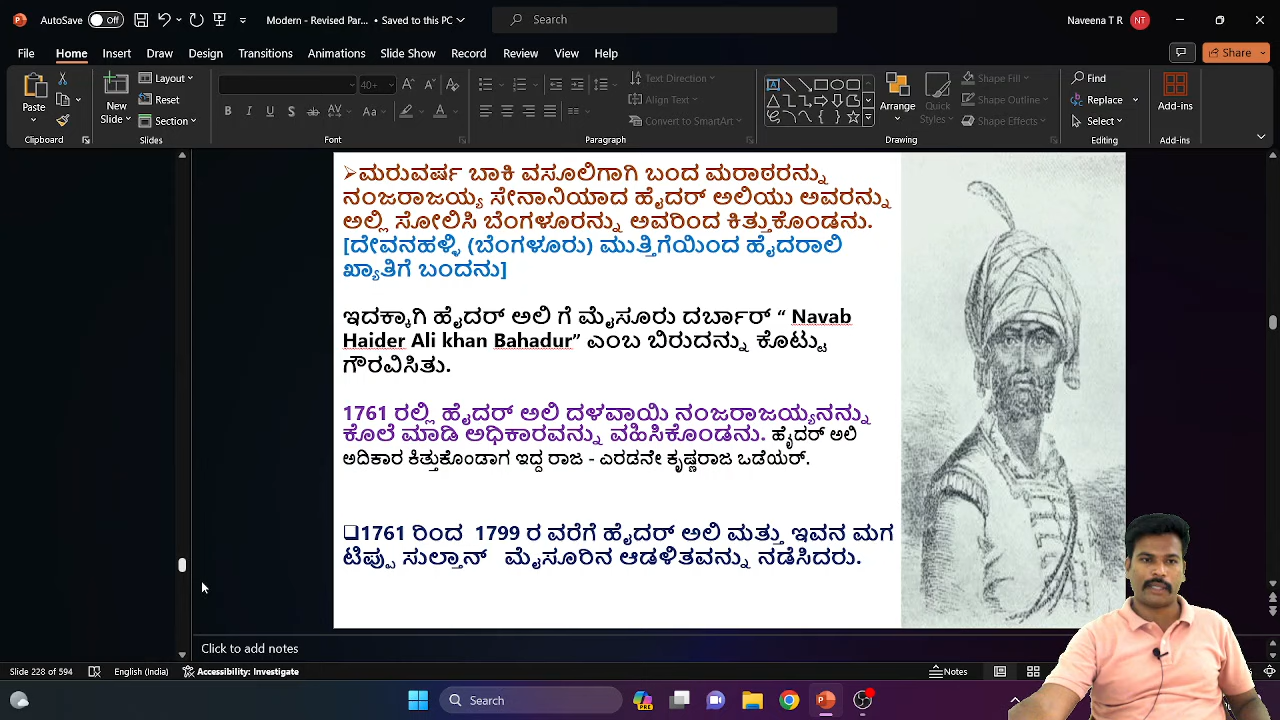 AutoSave
Off
Modern - Revised Par... • Saved to this PC
Search
Naveena T R
NT
File
Home
Insert
Draw
Design
Transitions
Animations
Slide Show
Record
Review
View
Help
Share
Paste
New
Slide
Layout
Reset
Section
40+
Text Direction
Align Text
Convert to SmartArt
Arrange
Quick
Styles
Shape Fill
Shape Outline
Shape Effects
Find
Replace
Select
Add-ins
Clipboard
Slides
Font
Paragraph
Drawing
Editing
Add-ins
➢ಮರುವರ್ಷ ಬಾಕಿ ವಸೂಲಿಗಾಗಿ ಬಂದ ಮರಾಠರನ್ನು
ನಂಜರಾಜಯ್ಯ ಸೇನಾನಿಯಾದ ಹೈದರ್ ಅಲಿಯು ಅವರನ್ನು
ಅಲ್ಲಿ ಸೋಲಿಸಿ ಬೆಂಗಳೂರನ್ನು ಅವರಿಂದ ಕಿತ್ತುಕೊಂಡನು.
[ದೇವನಹಳ್ಳಿ (ಬೆಂಗಳೂರು) ಮುತ್ತಿಗೆಯಿಂದ ಹೈದರಾಲಿ
ಖ್ಯಾತಿಗೆ ಬಂದನು]
ಇದಕ್ಕಾಗಿ ಹೈದರ್ ಅಲಿ ಗೆ ಮೈಸೂರು ದರ್ಬಾರ್ “ Navab
Haider Ali khan Bahadur” ಎಂಬ ಬಿರುದನ್ನು ಕೊಟ್ಟು
ಗೌರವಿಸಿತು.
1761 ರಲ್ಲಿ ಹೈದರ್ ಅಲಿ ದಳವಾಯಿ ನಂಜರಾಜಯ್ಯನನ್ನು
ಕೊಲೆ ಮಾಡಿ ಅಧಿಕಾರವನ್ನು ವಹಿಸಿಕೊಂಡನು. ಹೈದರ್ ಅಲಿ
ಅದಿಕಾರ ಕಿತ್ತುಕೊಂಡಾಗ ಇದ್ದ ರಾಜ - ಎರಡನೇ ಕೃಷ್ಣರಾಜ ಒಡೆಯರ್.
❑1761 ರಿಂದ 1799 ರ ವರೆಗೆ ಹೈದರ್ ಅಲಿ ಮತ್ತು ಇವನ ಮಗ
ಟಿಪ್ಪು ಸುಲ್ತಾನ್ ಮೈಸೂರಿನ ಆಡಳಿತವನ್ನು ನಡೆಸಿದರು.
Click to add notes
Slide 228 of 594
English (India)
Accessibility: Investigate
Notes
Search
PRE